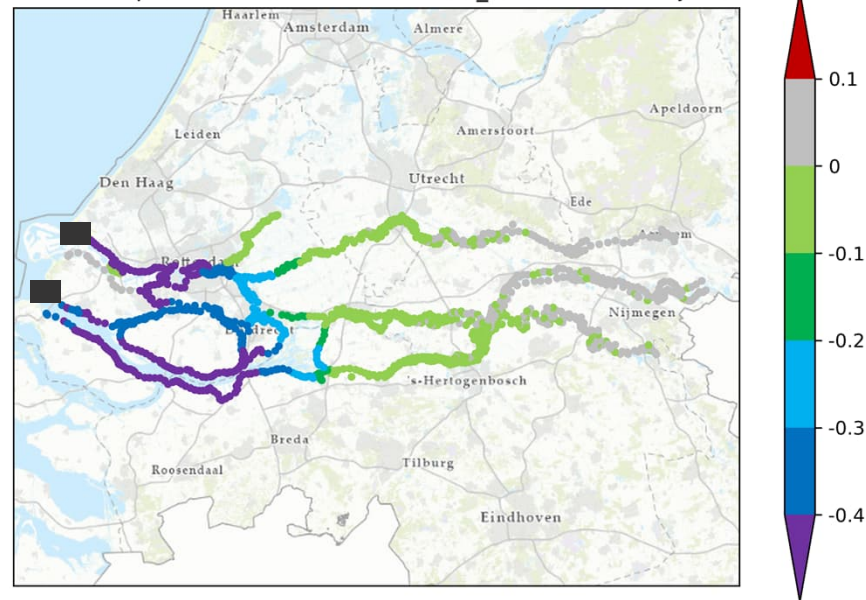 Haarlem
Amsterdam
Almere
0.1
Apeldoorn
Leiden
Amersfoort
0
Den Haag
Utrecht
Ede
-0.1
Nijmegen
-0.2
's-Hertogenbosch
-0.3
Breda
Roosendaal
Tilburg
-0.4
Eindhoven